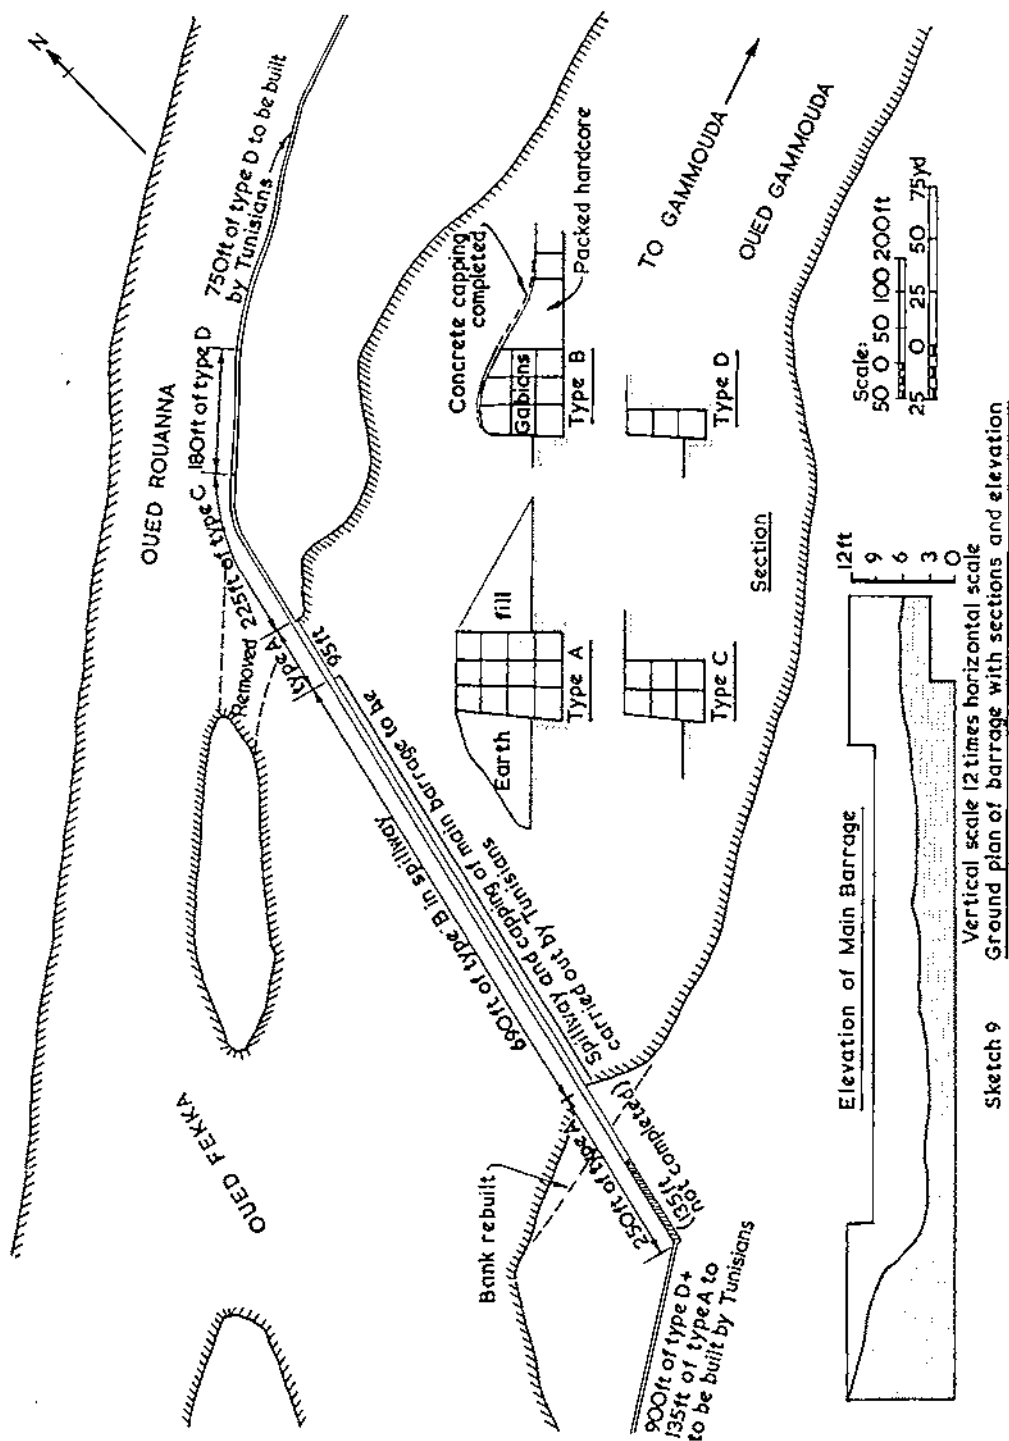 N
750ft of type D to be built
by Tunisians
OUED ROUANNA
180ft of type D
225ft of type C
Removed
type A
95ft
OUED FEKKA
690ft of type B in spillway
Spillway and capping of main barrage to be
carried out by Tunisians
Bank rebuilt
250ft of type A
(135ft
not completed)
900ft of type D+
135ft of type A to
to be built by Tunisians
TO GAMMOUDA
OUED GAMMOUDA
Concrete capping
completed
Gabions
Packed hardcore
Type B
Type D
Earth
fill
Type A
Type C
Section
Scale:
50 0 50 100 200ft
25 0 25 50 75yd
Elevation of Main Barrage
12ft
9
6
3
0
Vertical scale 12 times horizontal scale
Sketch 9
Ground plan of barrage with sections and elevation